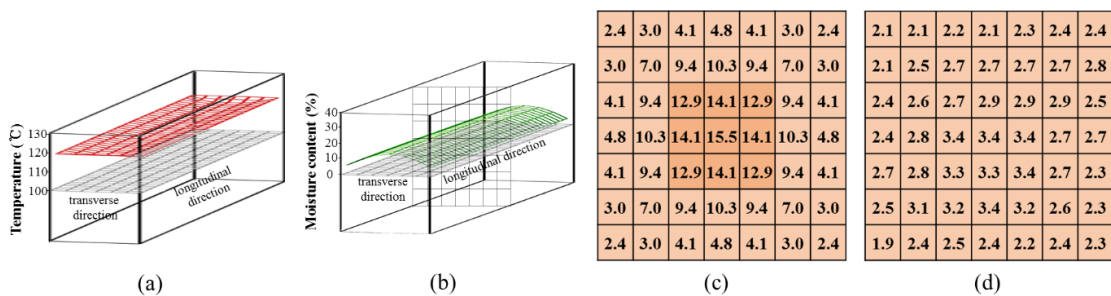 Temperature (℃)
130
120
110
100
transverse
direction
longitudinal
direction
(a)
Moisture content (%)
40
30
20
10
0
transverse
direction
longitudinal direction
(b)
2.4 3.0 4.1 4.8 4.1 3.0 2.4
3.0 7.0 9.4 10.3 9.4 7.0 3.0
4.1 9.4 12.9 14.1 12.9 9.4 4.1
4.8 10.3 14.1 15.5 14.1 10.3 4.8
4.1 9.4 12.9 14.1 12.9 9.4 4.1
3.0 7.0 9.4 10.3 9.4 7.0 3.0
2.4 3.0 4.1 4.8 4.1 3.0 2.4
(c)
2.1 2.1 2.2 2.1 2.3 2.4 2.4
2.1 2.5 2.7 2.7 2.7 2.7 2.8
2.4 2.6 2.7 2.9 2.9 2.9 2.5
2.4 2.8 3.4 3.4 3.4 2.7 2.7
2.7 2.8 3.3 3.3 3.4 2.7 2.3
2.5 3.1 3.2 3.4 3.2 2.6 2.3
1.9 2.4 2.5 2.4 2.2 2.4 2.3
(d)